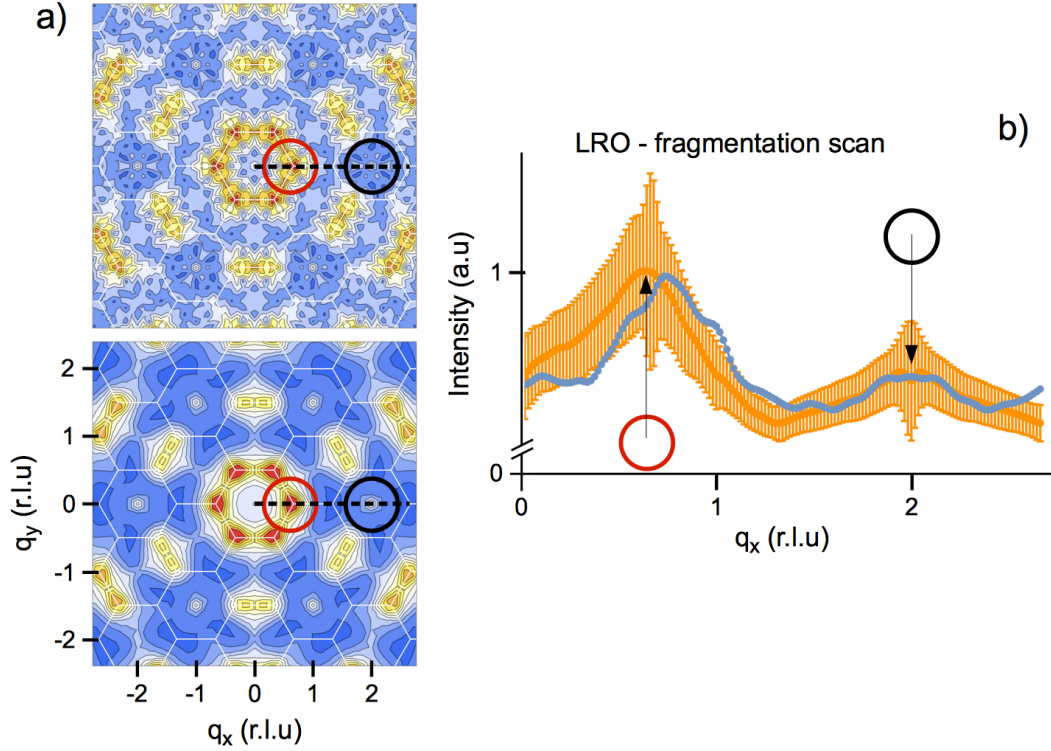 a)
2
1
0
-1
-2
q_y (r.l.u)
-2 -1 0 1 2
q_x (r.l.u)
b)
LRO - fragmentation scan
Intensity (a.u)
1
0
0 1 2
q_x (r.l.u)